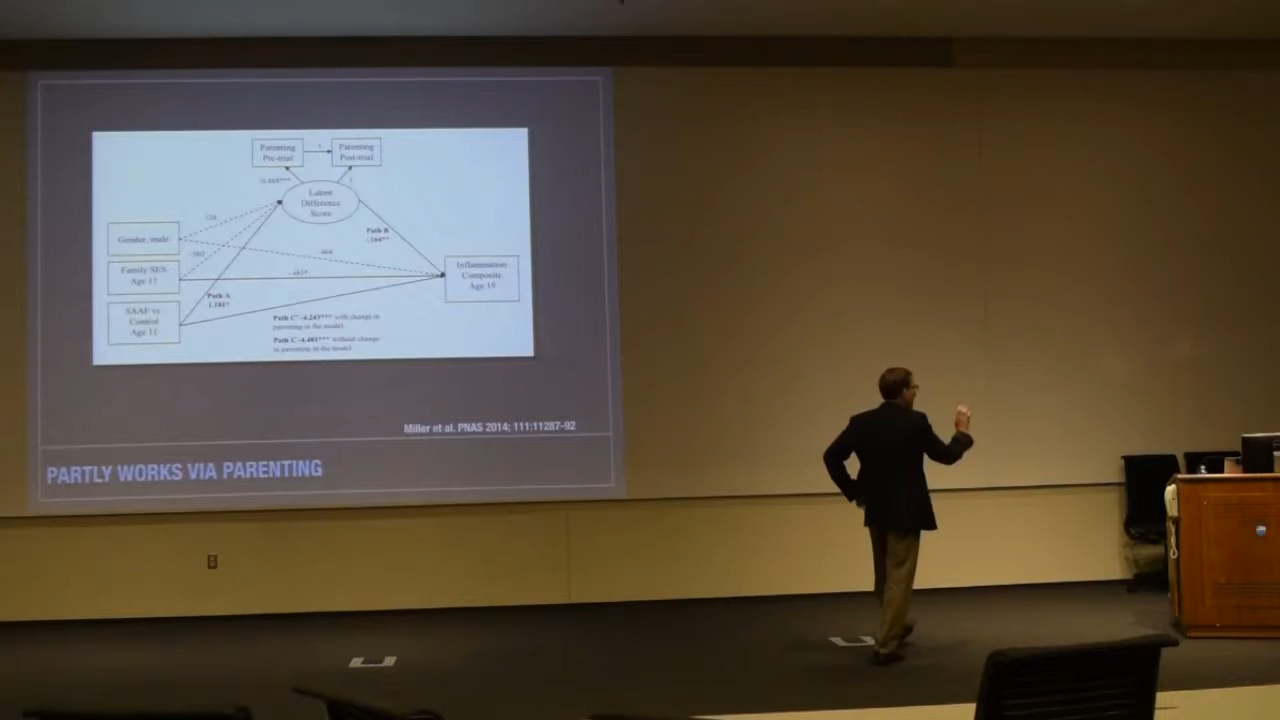 Parenting
Pre-trial
1
Parenting
Post-trial
1
Latent
Difference
Score
Path B
Gender, male
Family SES
Age 11
SAAF vs
Control
Age 11
Path A
Inflammation
Composite
Age 19
with change in
parenting in the model.
without change
in parenting in the model.
Miller et al. PNAS 2014; 111:11287-92
PARTLY WORKS VIA PARENTING